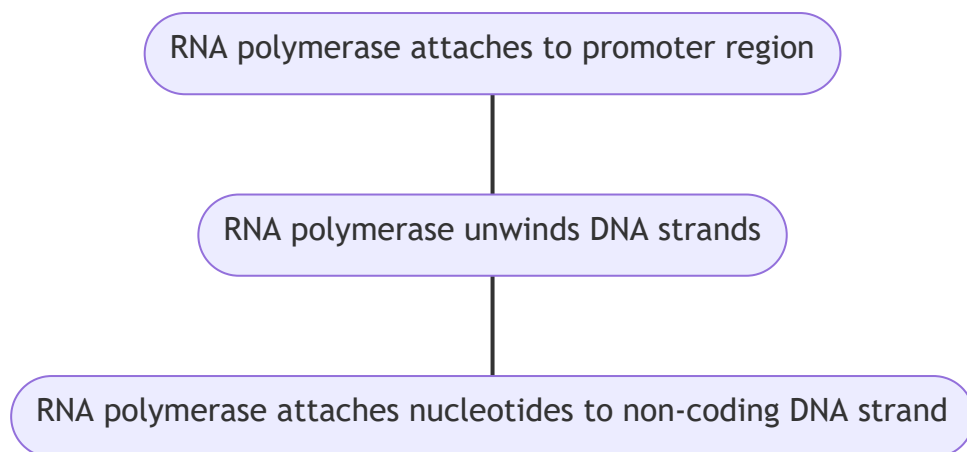 RNA polymerase attaches to promoter region
RNA polymerase unwinds DNA strands
RNA polymerase attaches nucleotides to non-coding DNA strand